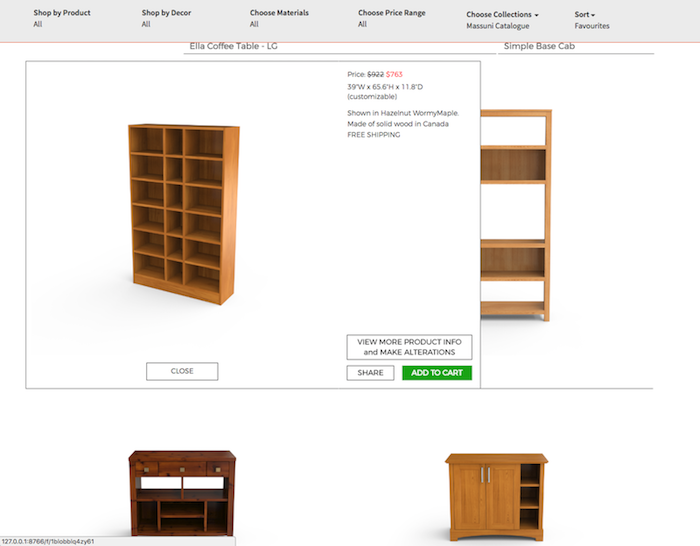 Shop by Product
All
Shop by Decor
All
Choose Materials
All
Choose Price Range
All
Choose Collections
Massuni Catalogue
Sort
Favourites
Ella Coffee Table - LG
Simple Base Cab
Price: $922 $763
39"W x 65.6"H x 11.8"D
(customizable)
Shown in Hazelnut WormyMaple.
Made of solid wood in Canada
FREE SHIPPING
VIEW MORE PRODUCT INFO
and MAKE ALTERATIONS
CLOSE
SHARE
ADD TO CART
127.0.0.1:8766/f/1blobblq4zy61